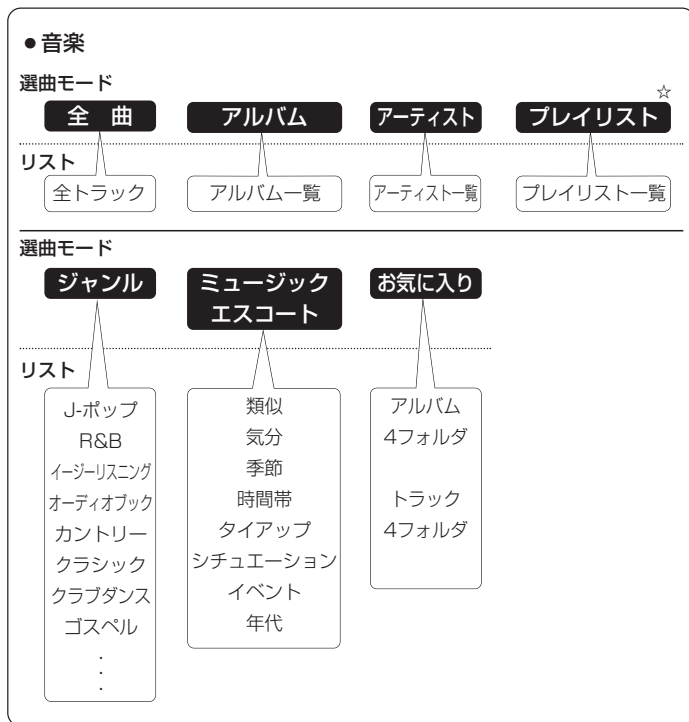 ●音楽
選曲モード
☆
全　曲
アルバム
アーティスト
プレイリスト
リスト
全トラック
アルバム一覧
アーティスト一覧
プレイリスト一覧
選曲モード
ジャンル
ミュージック
エスコート
お気に入り
リスト
J-ポップ
R&B
イージーリスニング
オーディオブック
カントリー
クラシック
クラブダンス
ゴスペル
・
・
・
類似
気分
季節
時間帯
タイアップ
シチュエーション
イベント
年代
アルバム
4フォルダ
トラック
4フォルダ